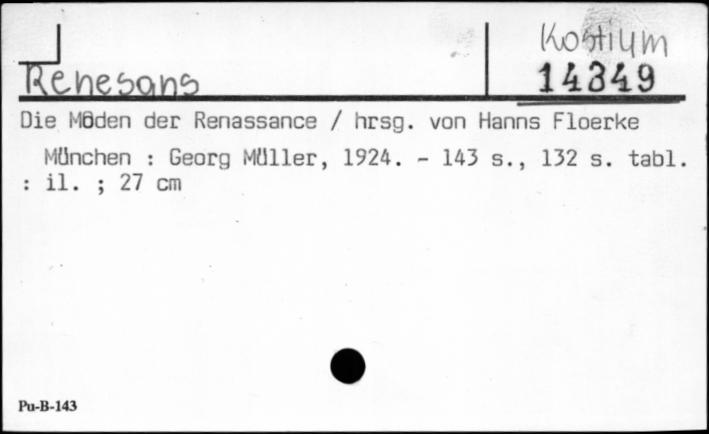 Kostium
Renesans
14349
Die Moden der Renassance / hrsg. von Hanns Floerke
München : Georg Müller, 1924. - 143 s., 132 s. tabl.
: il. ; 27 cm
Pu-B-143